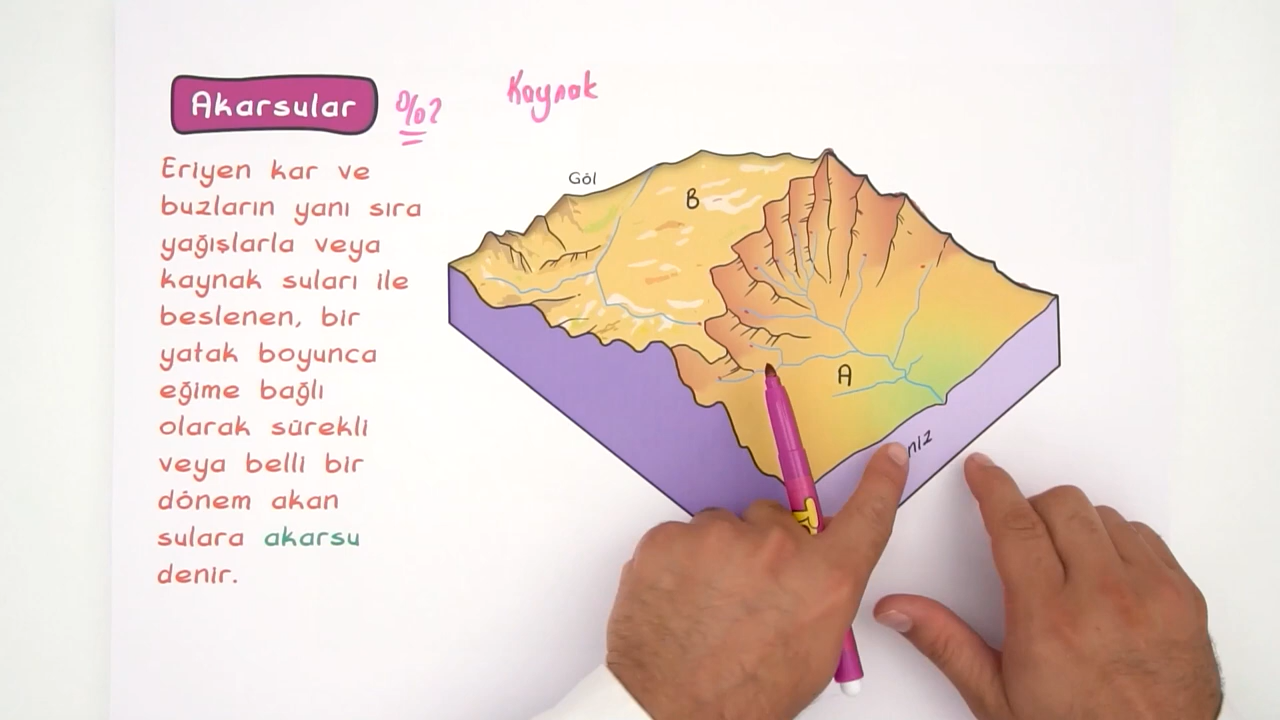 Akarsular %?
Kaynak
Eriyen kar ve
buzların yanı sıra
yağışlarla veya
kaynak suları ile
beslenen, bir
yatak boyunca
eğime bağlı
olarak sürekli
veya belli bir
dönem akan
sulara akarsu
denir.
Göl
B
A